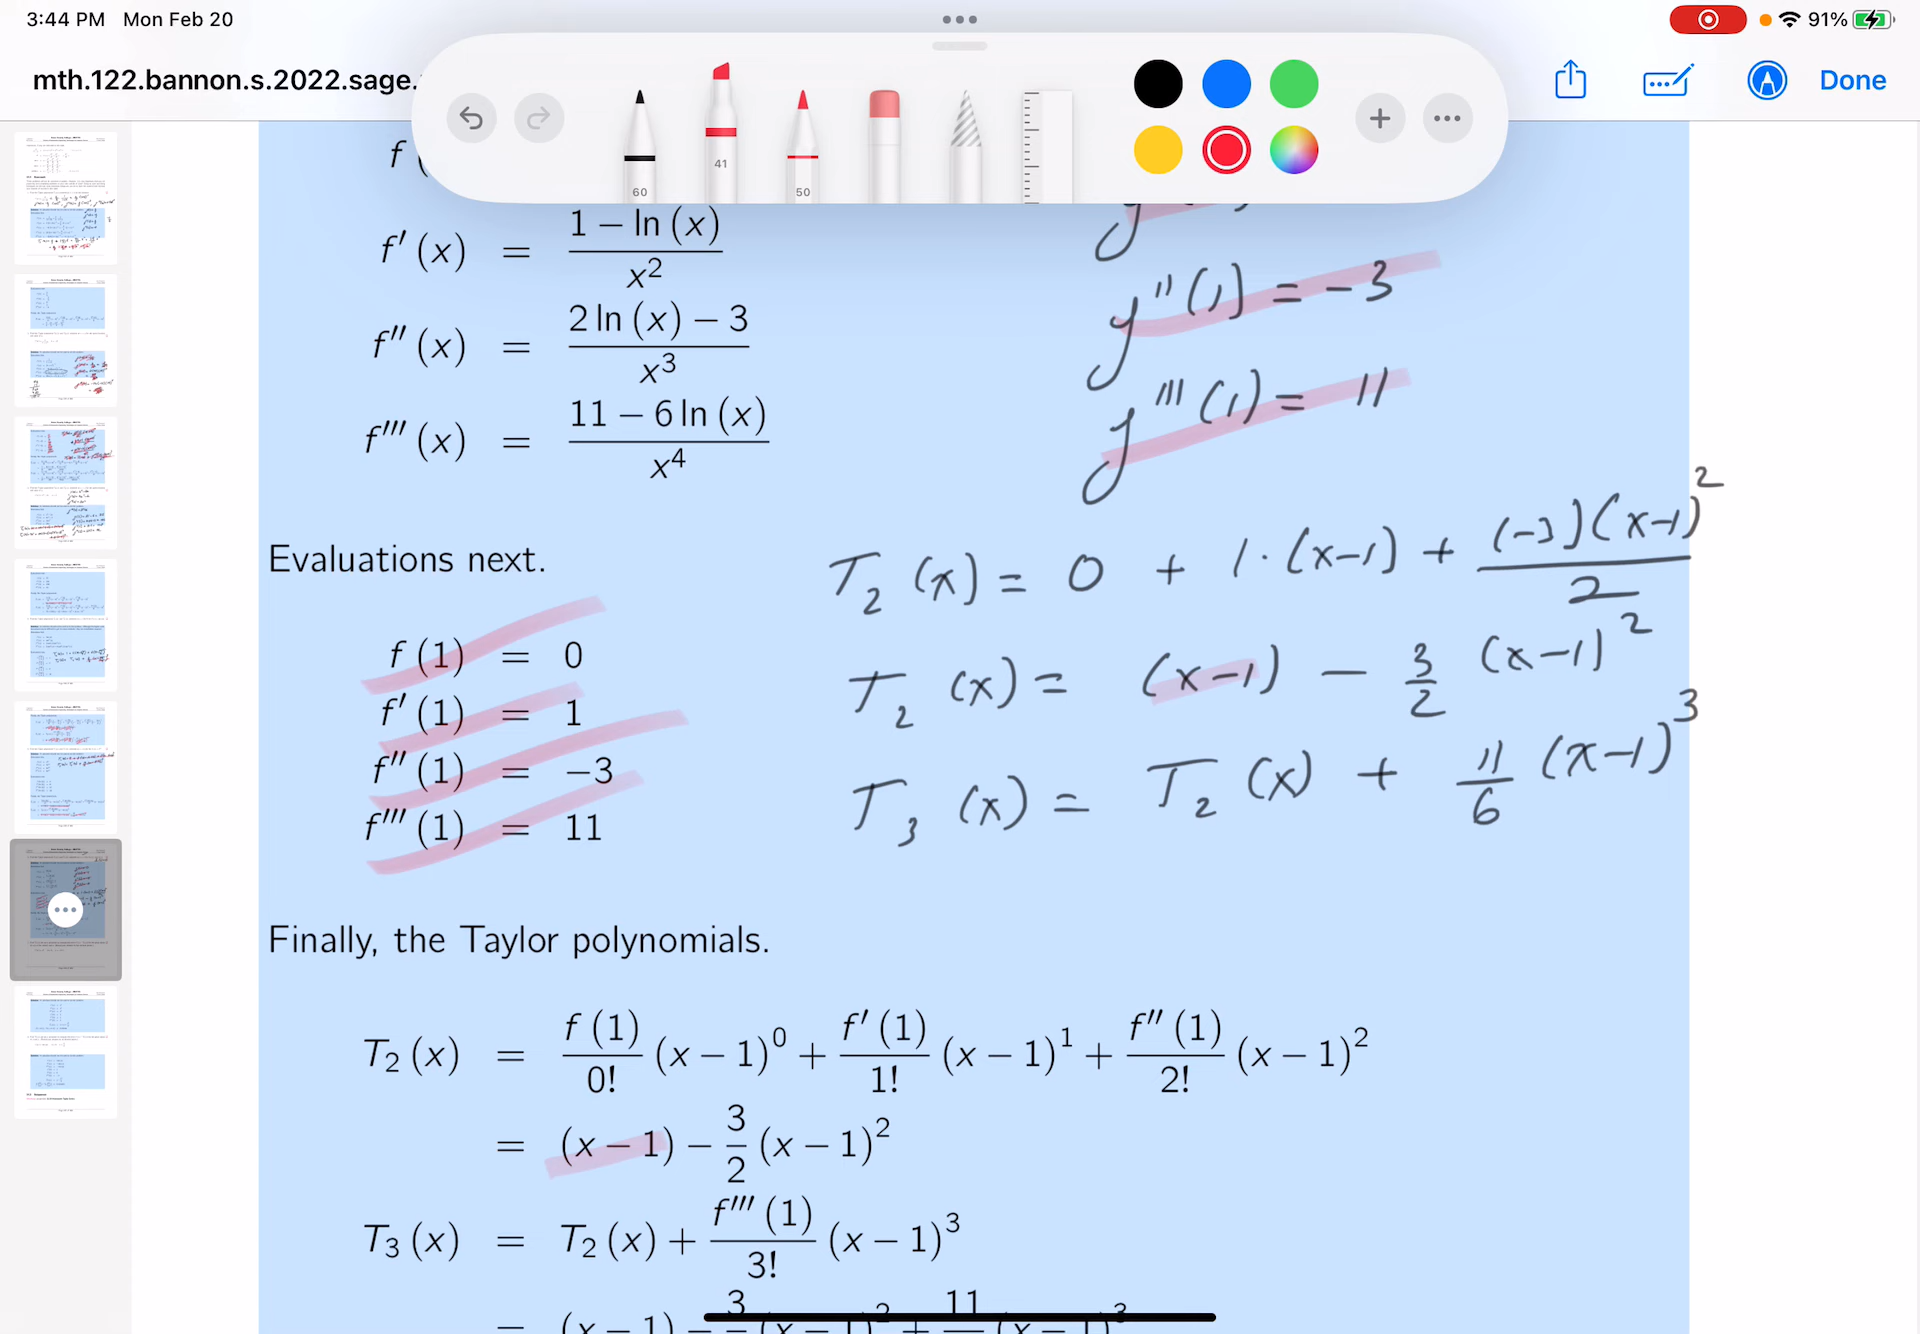 3:44 PM Mon Feb 20
91%
mth.122.bannon.s.2022.sage.
Done
60
41
50
f (
f′ (x) = (1 − ln (x)) / x²
f″ (x) = (2 ln (x) − 3) / x³
f‴ (x) = (11 − 6 ln (x)) / x⁴
y″(1) = −3
y‴(1) = 11
Evaluations next.
f (1) = 0
f′ (1) = 1
f″ (1) = −3
f‴ (1) = 11
T₂ (x) = 0 + 1·(x−1) + (−3)(x−1)² / 2
T₂ (x) = (x−1) − 3/2 (x−1)²
T₃ (x) = T₂ (x) + 11/6 (x−1)³
Finally, the Taylor polynomials.
T₂ (x) = f (1)/0! (x − 1)⁰ + f′ (1)/1! (x − 1)¹ + f″ (1)/2! (x − 1)²
= (x − 1) − 3/2 (x − 1)²
T₃ (x) = T₂ (x) + f‴ (1)/3! (x − 1)³